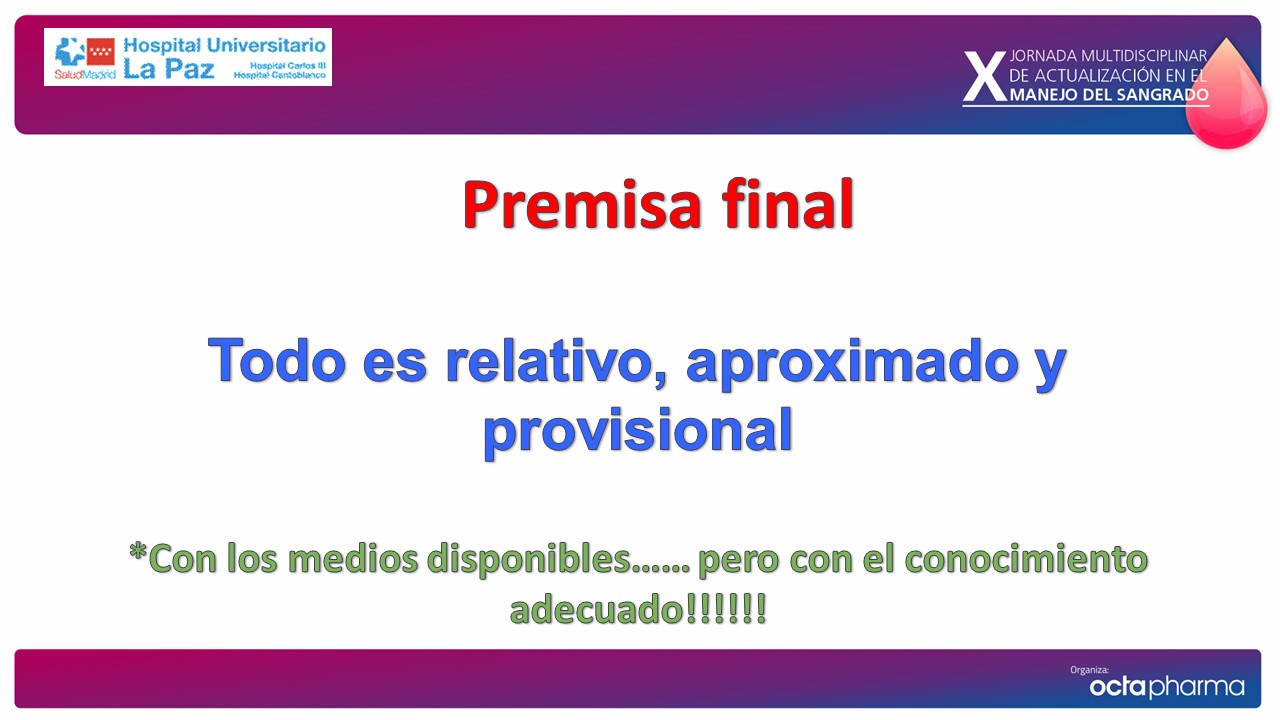 Hospital Universitario
La Paz
Hospital Carlos III
Hospital Cantoblanco
SaludMadrid
X JORNADA MULTIDISCIPLINAR
DE ACTUALIZACIÓN EN EL
MANEJO DEL SANGRADO
Premisa final
Todo es relativo, aproximado y
provisional
*Con los medios disponibles...... pero con el conocimiento
adecuado!!!!!!
Organiza:
octapharma